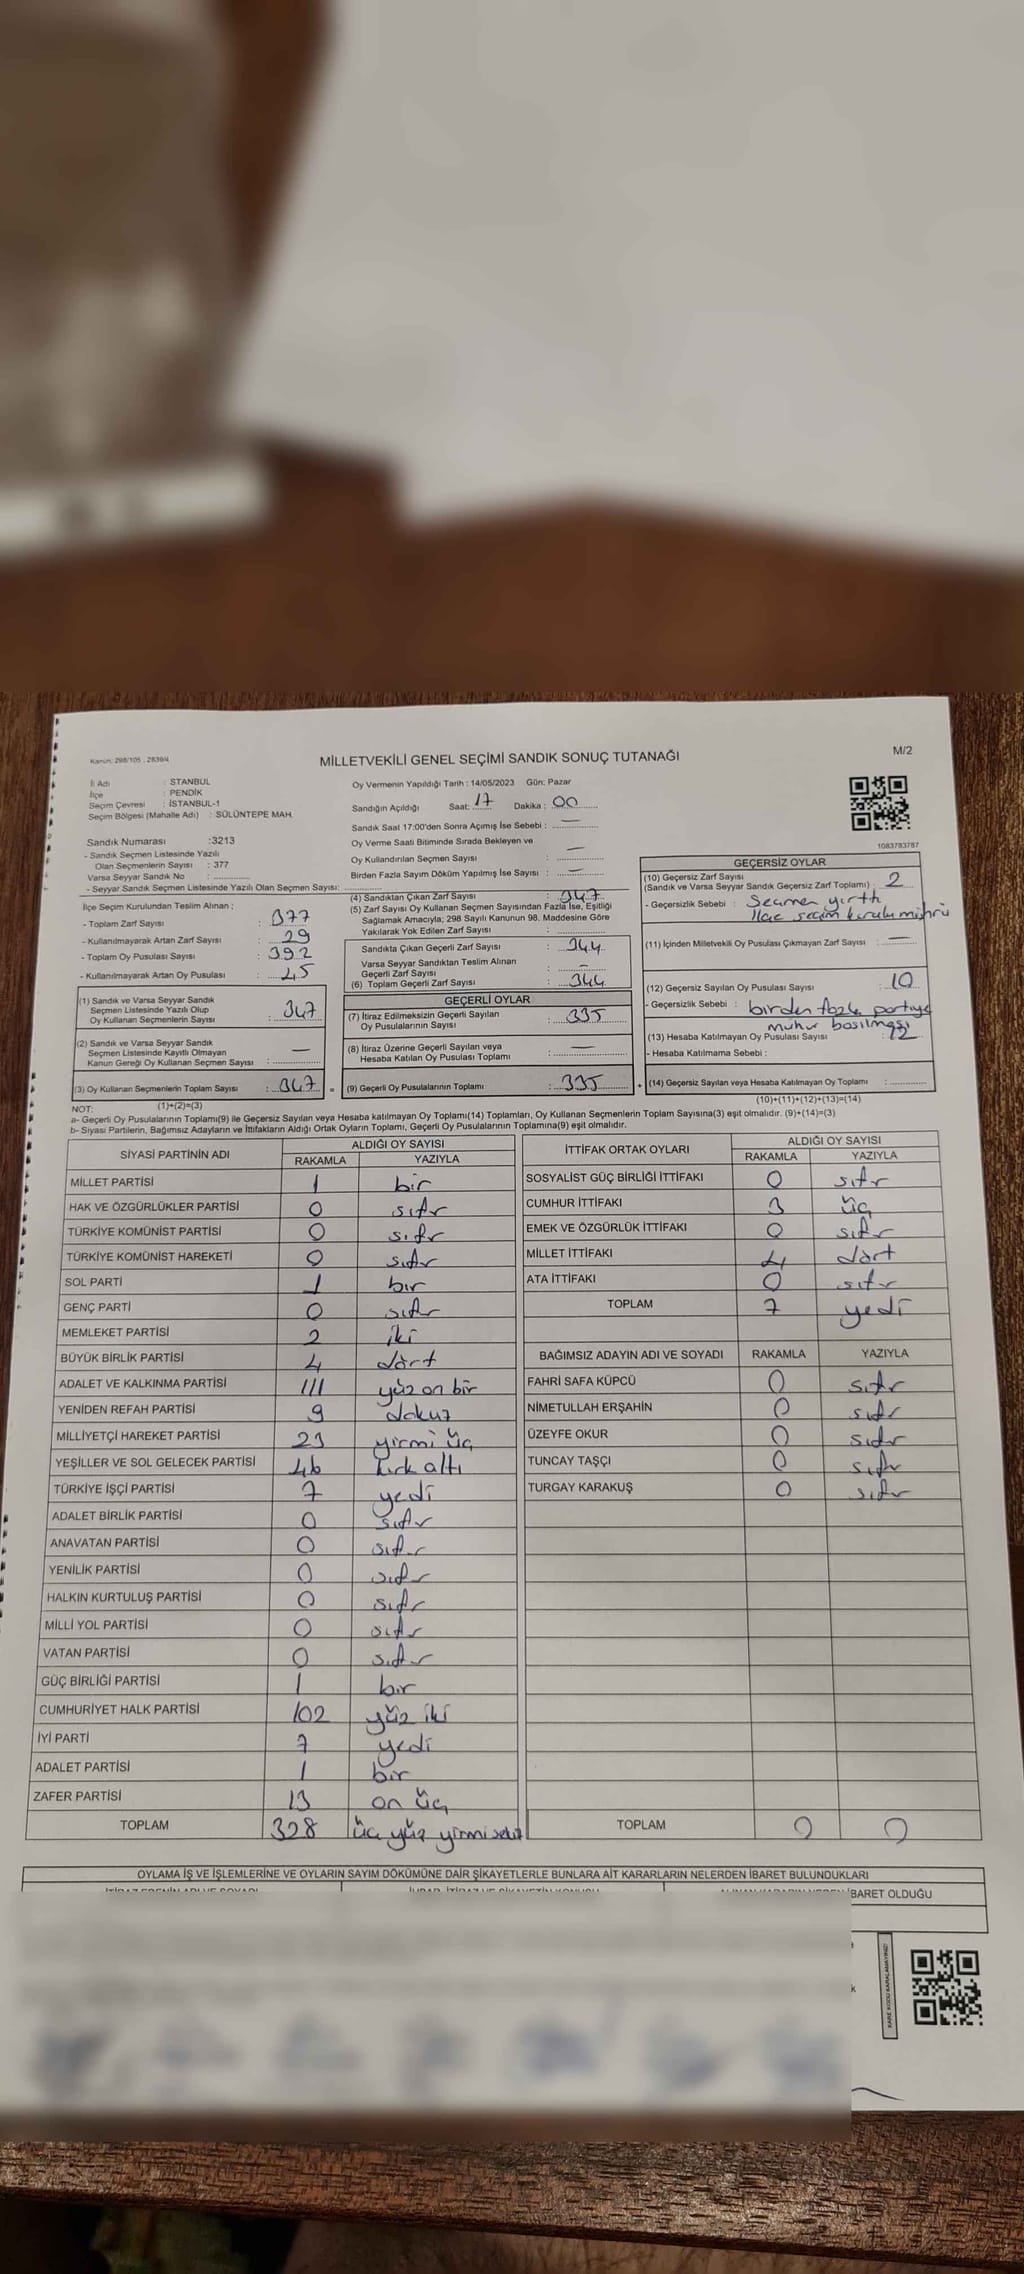 Kanun: 298/105 . 2839/4
MİLLETVEKİLİ GENEL SEÇİMİ SANDIK SONUÇ TUTANAĞI
M/2
İl Adı : STANBUL
İlçe : PENDİK
Seçim Çevresi : İSTANBUL-1
Seçim Bölgesi (Mahalle Adı) : SÜLÜNTEPE MAH.
Sandık Numarası :3213
- Sandık Seçmen Listesinde Yazılı
Olan Seçmenlerin Sayısı : 377
Varsa Seyyar Sandık No :
- Seyyar Sandık Seçmen Listesinde Yazılı Olan Seçmen Sayısı:
Oy Vermenin Yapıldığı Tarih : 14/05/2023 Gün: Pazar
Sandığın Açıldığı Saat: 17 Dakika : 00
Sandık Saat 17:00'den Sonra Açımış İse Sebebi : —
Oy Verme Saati Bitiminde Sırada Bekleyen ve
Oy Kullandırılan Seçmen Sayısı : —
Birden Fazla Sayım Döküm Yapılmış İse Sayısı : —
1083783787
İlçe Seçim Kurulundan Teslim Alınan ;
- Toplam Zarf Sayısı : 377
- Kullanılmayarak Artan Zarf Sayısı : 29
- Toplam Oy Pusulası Sayısı : 392
- Kullanılmayarak Artan Oy Pusulası : 45
(1) Sandık ve Varsa Seyyar Sandık
Seçmen Listesinde Yazılı Olup
Oy Kullanan Seçmenlerin Sayısı : 347
(2) Sandık ve Varsa Seyyar Sandık
Seçmen Listesinde Kayıtlı Olmayan
Kanun Gereği Oy Kullanan Seçmen Sayısı : —
(3) Oy Kullanan Seçmenlerin Toplam Sayısı : 347 =
(1)+(2)=(3)
(4) Sandıktan Çıkan Zarf Sayısı : 347
(5) Zarf Sayısı Oy Kullanan Seçmen Sayısından Fazla İse, Eşitliği
Sağlamak Amacıyla; 298 Sayılı Kanunun 98. Maddesine Göre
Yakılarak Yok Edilen Zarf Sayısı :
Sandıkta Çıkan Geçerli Zarf Sayısı : 344
Varsa Seyyar Sandıktan Teslim Alınan
Geçerli Zarf Sayısı : —
(6) Toplam Geçerli Zarf Sayısı : 344
GEÇERLİ OYLAR
(7) İtiraz Edilmeksizin Geçerli Sayılan
Oy Pusulalarının Sayısı : 335
(8) İtiraz Üzerine Geçerli Sayılan veya
Hesaba Katılan Oy Pusulası Toplamı : —
(9) Geçerli Oy Pusulalarının Toplamı : 335 +
GEÇERSİZ OYLAR
(10) Geçersiz Zarf Sayısı
(Sandık ve Varsa Seyyar Sandık Geçersiz Zarf Toplamı) : 2
- Geçersizlik Sebebi : Seçmen yırttı
ilçe seçim kurulu mührü
(11) İçinden Milletvekili Oy Pusulası Çıkmayan Zarf Sayısı : —
(12) Geçersiz Sayılan Oy Pusulası Sayısı : 10
- Geçersizlik Sebebi : birden fazla partiye
mühür basılması
(13) Hesaba Katılmayan Oy Pusulası Sayısı : 12
- Hesaba Katılmama Sebebi :
(14) Geçersiz Sayılan veya Hesaba Katılmayan Oy Toplamı :
(10)+(11)+(12)+(13)=(14)
NOT:
a- Geçerli Oy Pusulalarının Toplamı(9) ile Geçersiz Sayılan veya Hesaba katılmayan Oy Toplamı(14) Toplamları, Oy Kullanan Seçmenlerin Toplam Sayısına(3) eşit olmalıdır. (9)+(14)=(3)
b- Siyasi Partilerin, Bağımsız Adayların ve İttifakların Aldığı Ortak Oyların Toplamı, Geçerli Oy Pusulalarının Toplamına(9) eşit olmalıdır.
SİYASİ PARTİNİN ADI
ALDIĞI OY SAYISI
RAKAMLA YAZIYLA
MİLLET PARTİSİ 1 bir
HAK VE ÖZGÜRLÜKLER PARTİSİ 0 sıfır
TÜRKİYE KOMÜNİST PARTİSİ 0 sıfır
TÜRKİYE KOMÜNİST HAREKETİ 0 sıfır
SOL PARTİ 1 bir
GENÇ PARTİ 0 sıfır
MEMLEKET PARTİSİ 2 iki
BÜYÜK BİRLİK PARTİSİ 4 dört
ADALET VE KALKINMA PARTİSİ 111 yüz on bir
YENİDEN REFAH PARTİSİ 9 dokuz
MİLLİYETÇİ HAREKET PARTİSİ 23 yirmi üç
YEŞİLLER VE SOL GELECEK PARTİSİ 46 kırk altı
TÜRKİYE İŞÇİ PARTİSİ 7 yedi
ADALET BİRLİK PARTİSİ 0 sıfır
ANAVATAN PARTİSİ 0 sıfır
YENİLİK PARTİSİ 0 sıfır
HALKIN KURTULUŞ PARTİSİ 0 sıfır
MİLLİ YOL PARTİSİ 0 sıfır
VATAN PARTİSİ 0 sıfır
GÜÇ BİRLİĞİ PARTİSİ 1 bir
CUMHURİYET HALK PARTİSİ 102 yüz iki
İYİ PARTİ 7 yedi
ADALET PARTİSİ 1 bir
ZAFER PARTİSİ 13 on üç
TOPLAM 328 üç yüz yirmi sekiz
İTTİFAK ORTAK OYLARI
ALDIĞI OY SAYISI
RAKAMLA YAZIYLA
SOSYALİST GÜÇ BİRLİĞİ İTTİFAKI 0 sıfır
CUMHUR İTTİFAKI 3 üç
EMEK VE ÖZGÜRLÜK İTTİFAKI 0 sıfır
MİLLET İTTİFAKI 4 dört
ATA İTTİFAKI 0 sıfır
TOPLAM 7 yedi
BAĞIMSIZ ADAYIN ADI VE SOYADI RAKAMLA YAZIYLA
FAHRİ SAFA KÜPCÜ 0 sıfır
NİMETULLAH ERŞAHİN 0 sıfır
ÜZEYFE OKUR 0 sıfır
TUNCAY TAŞÇI 0 sıfır
TURGAY KARAKUŞ 0 sıfır
TOPLAM 0 0
OYLAMA İŞ VE İŞLEMLERİNE VE OYLARIN SAYIM DÖKÜMÜNE DAİR ŞİKAYETLERLE BUNLARA AİT KARARLARIN NELERDEN İBARET BULUNDUKLARI
İBARET OLDUĞU
KARE KODU KARALAMAYINIZ!